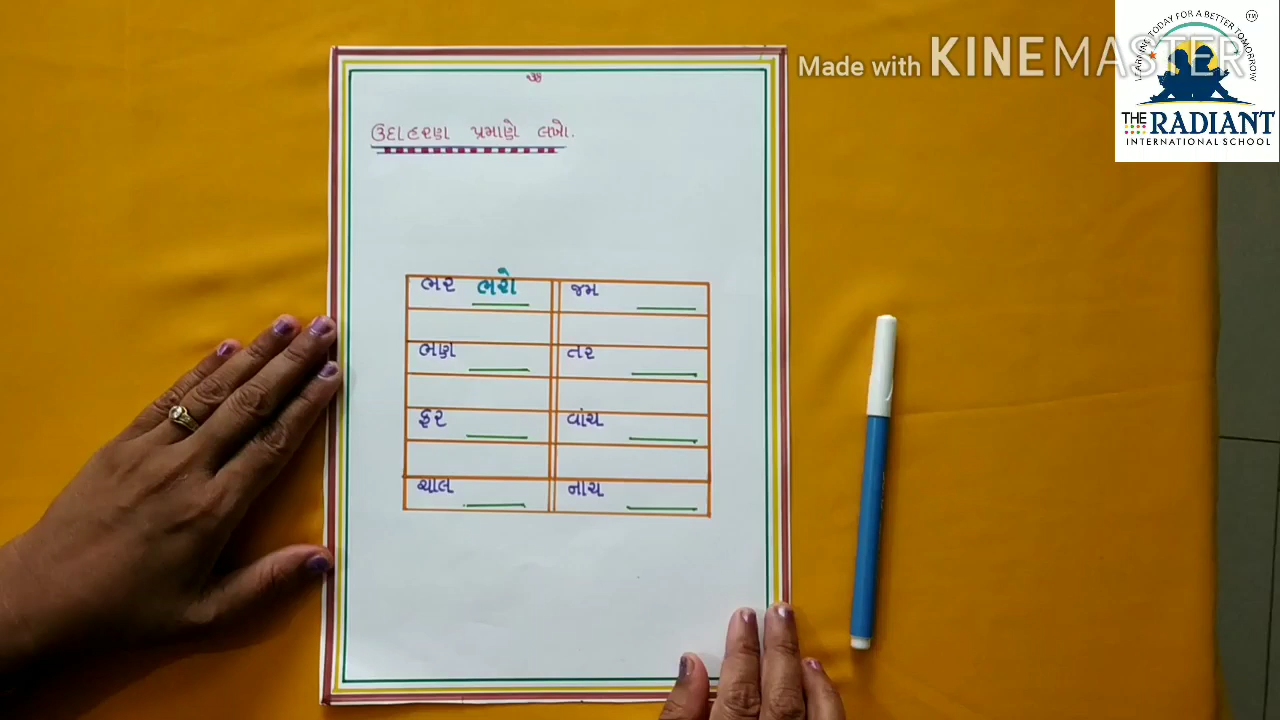 LEARNING TODAY FOR A BETTER TOMORROW
TM
Made with KINEMASTER
THE RADIANT
INTERNATIONAL SCHOOL
ૐ
ઉદાહરણ પ્રમાણે લખો.
ભર ભરો જમ
ભણ તર
ફર વાંચ
ચાલ નાચ